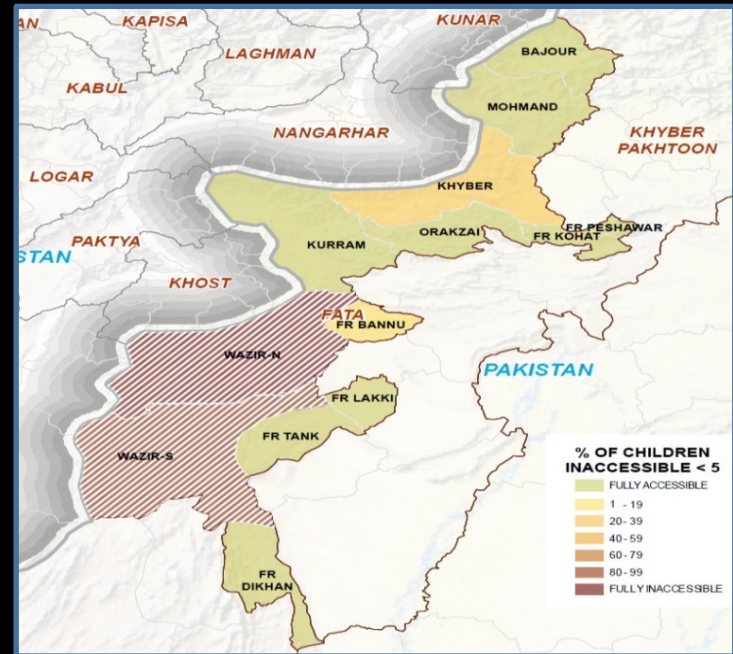 AN
KAPISA
KUNAR
LAGHMAN
BAJOUR
KABUL
MOHMAND
NANGARHAR
KHYBER
PAKHTOON
LOGAR
KHYBER
PAKTYA
STAN
KURRAM
ORAKZAI
FR PESHAWAR
FR KOHAT
KHOST
FATA
FR BANNU
WAZIR-N
PAKISTAN
FR LAKKI
FR TANK
WAZIR-S
FR
DIKHAN
% OF CHILDREN
INACCESSIBLE < 5
FULLY ACCESSIBLE
1 - 19
20-39
40-59
60-79
80-99
FULLY INACCESSIBLE